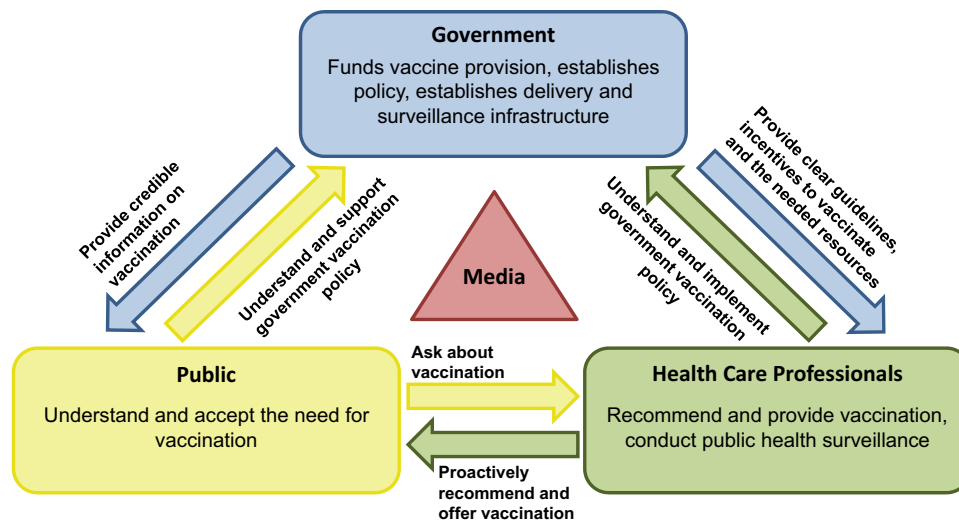 Government
Funds vaccine provision, establishes
policy, establishes delivery and
surveillance infrastructure
Provide credible
information on
vaccination
Understand and support
government vaccination
policy
Media
Understand and implement
government vaccination
policy
Provide clear guidelines,
incentives to vaccinate
and the needed resources
Public
Understand and accept the need for
vaccination
Ask about
vaccination
Proactively
recommend and
offer vaccination
Health Care Professionals
Recommend and provide vaccination,
conduct public health surveillance